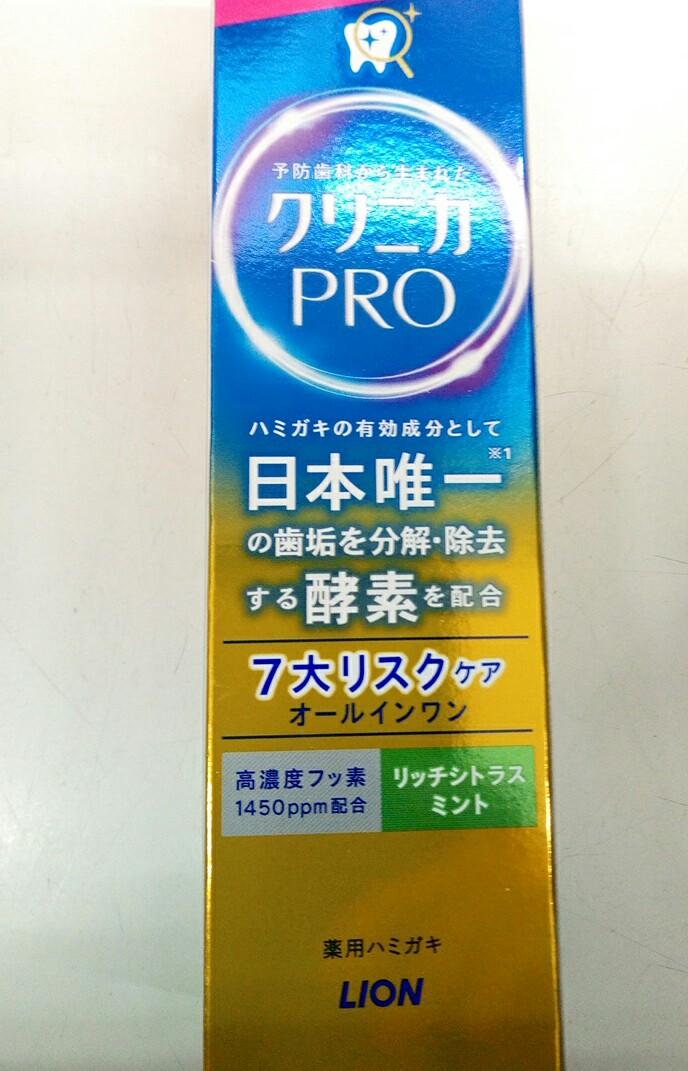 予防歯科から生まれた
クリニカ
PRO
ハミガキの有効成分として
日本唯一※1
の歯垢を分解・除去
する酵素を配合
7大リスクケア
オールインワン
高濃度フッ素
1450ppm配合
リッチシトラス
ミント
薬用ハミガキ
LION